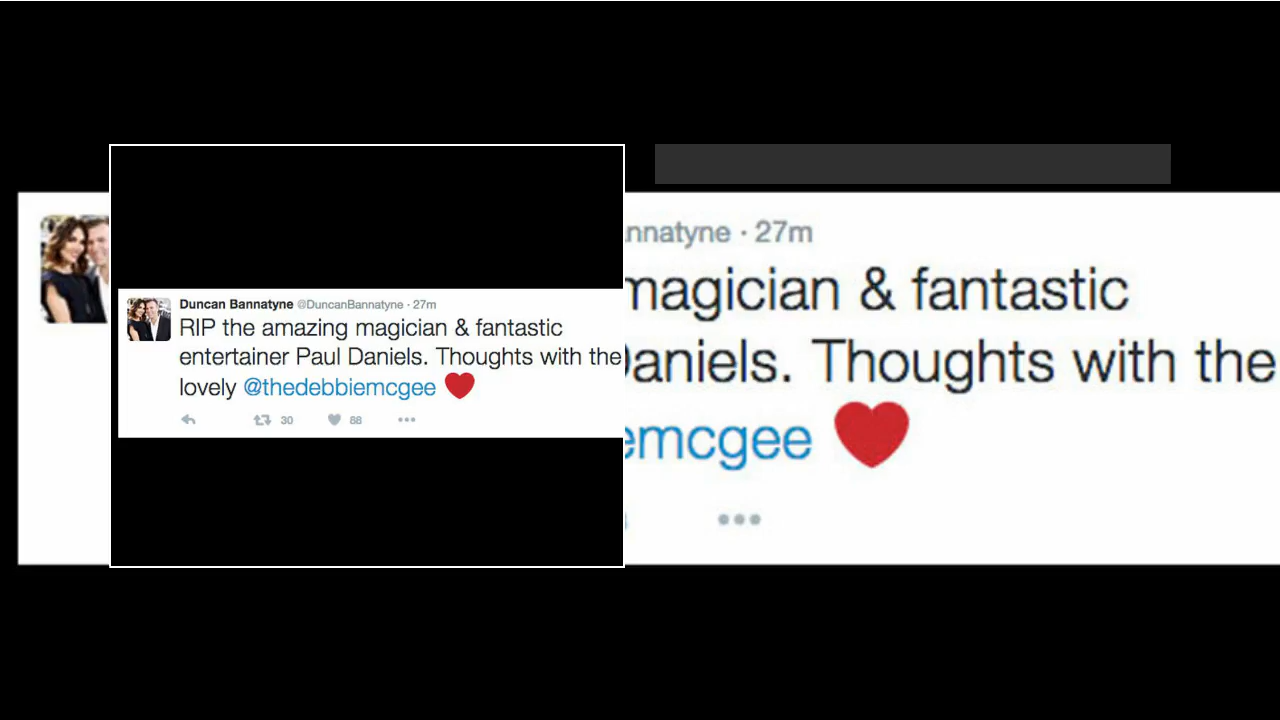 Duncan Bannatyne @DuncanBannatyne · 27m
RIP the amazing magician & fantastic
entertainer Paul Daniels. Thoughts with the
lovely @thedebbiemcgee ❤
30 88
nnatyne · 27m
magician & fantastic
aniels. Thoughts with the
emcgee ❤